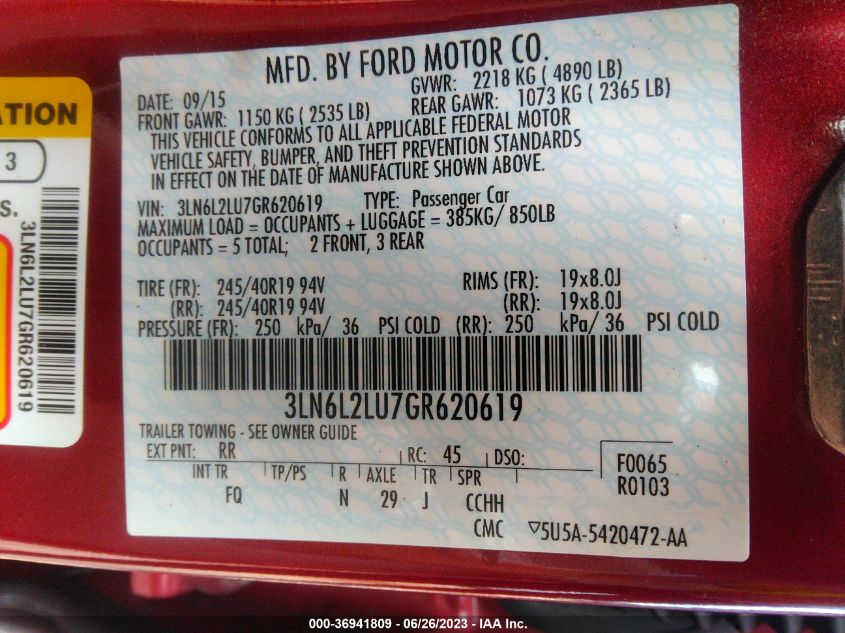 MFD. BY FORD MOTOR CO.
DATE: 09/15 GVWR: 2218 KG ( 4890 LB)
FRONT GAWR: 1150 KG ( 2535 LB) REAR GAWR: 1073 KG ( 2365 LB)
THIS VEHICLE CONFORMS TO ALL APPLICABLE FEDERAL MOTOR
VEHICLE SAFETY, BUMPER, AND THEFT PREVENTION STANDARDS
IN EFFECT ON THE DATE OF MANUFACTURE SHOWN ABOVE.
VIN: 3LN6L2LU7GR620619 TYPE: Passenger Car
MAXIMUM LOAD = OCCUPANTS + LUGGAGE = 385KG/ 850LB
OCCUPANTS = 5 TOTAL; 2 FRONT, 3 REAR
TIRE (FR): 245/40R19 94V RIMS (FR): 19x8.0J
(RR): 245/40R19 94V (RR): 19x8.0J
PRESSURE (FR): 250 kPa/ 36 PSI COLD (RR): 250 kPa/ 36 PSI COLD
3LN6L2LU7GR620619
TRAILER TOWING - SEE OWNER GUIDE
EXT PNT: RR RC: 45 DSO:
INT TR TP/PS R AXLE TR SPR
FQ N 29 J CCHH
F0065
R0103
CMC ▽5U5A-5420472-AA
ATION
3
S.
3LN6L2LU7GR620619
000-36941809 - 06/26/2023 - IAA Inc.